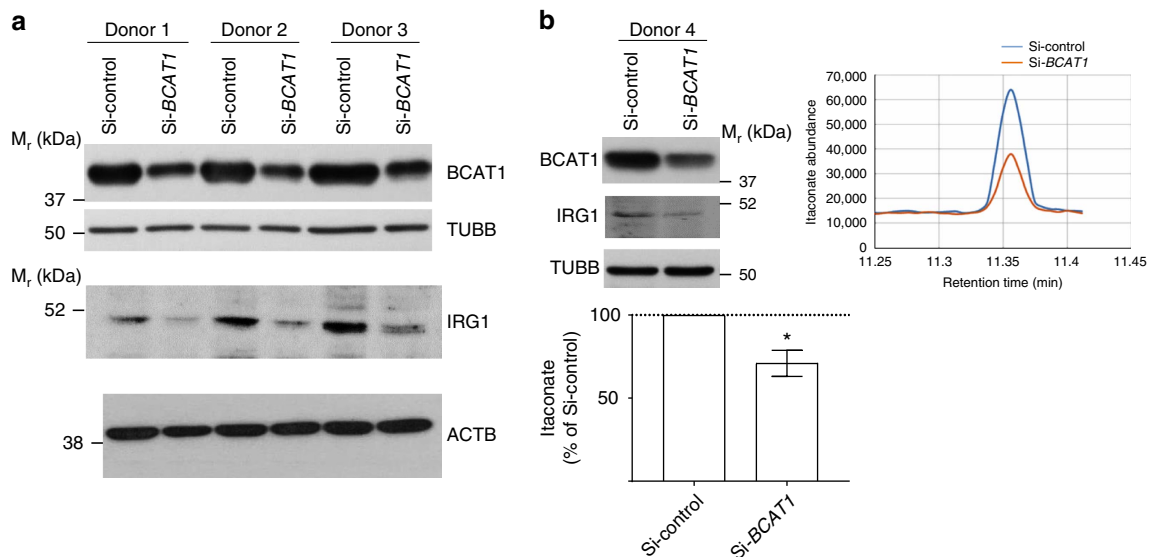 a
Donor 1 Donor 2 Donor 3
Si-control
Si-BCAT1
Si-control
Si-BCAT1
Si-control
Si-BCAT1
Mr (kDa)
BCAT1
37
TUBB
50
Mr (kDa)
52
IRG1
ACTB
38
b
Donor 4
Si-control
Si-BCAT1
Mr (kDa)
BCAT1
37
52
IRG1
TUBB
50
Si-control
Si-BCAT1
Itaconate abundance
70,000
60,000
50,000
40,000
30,000
20,000
10,000
0
11.25 11.3 11.35 11.4 11.45
Retention time (min)
Itaconate
(% of Si-control)
100
50
*
Si-control
Si-BCAT1